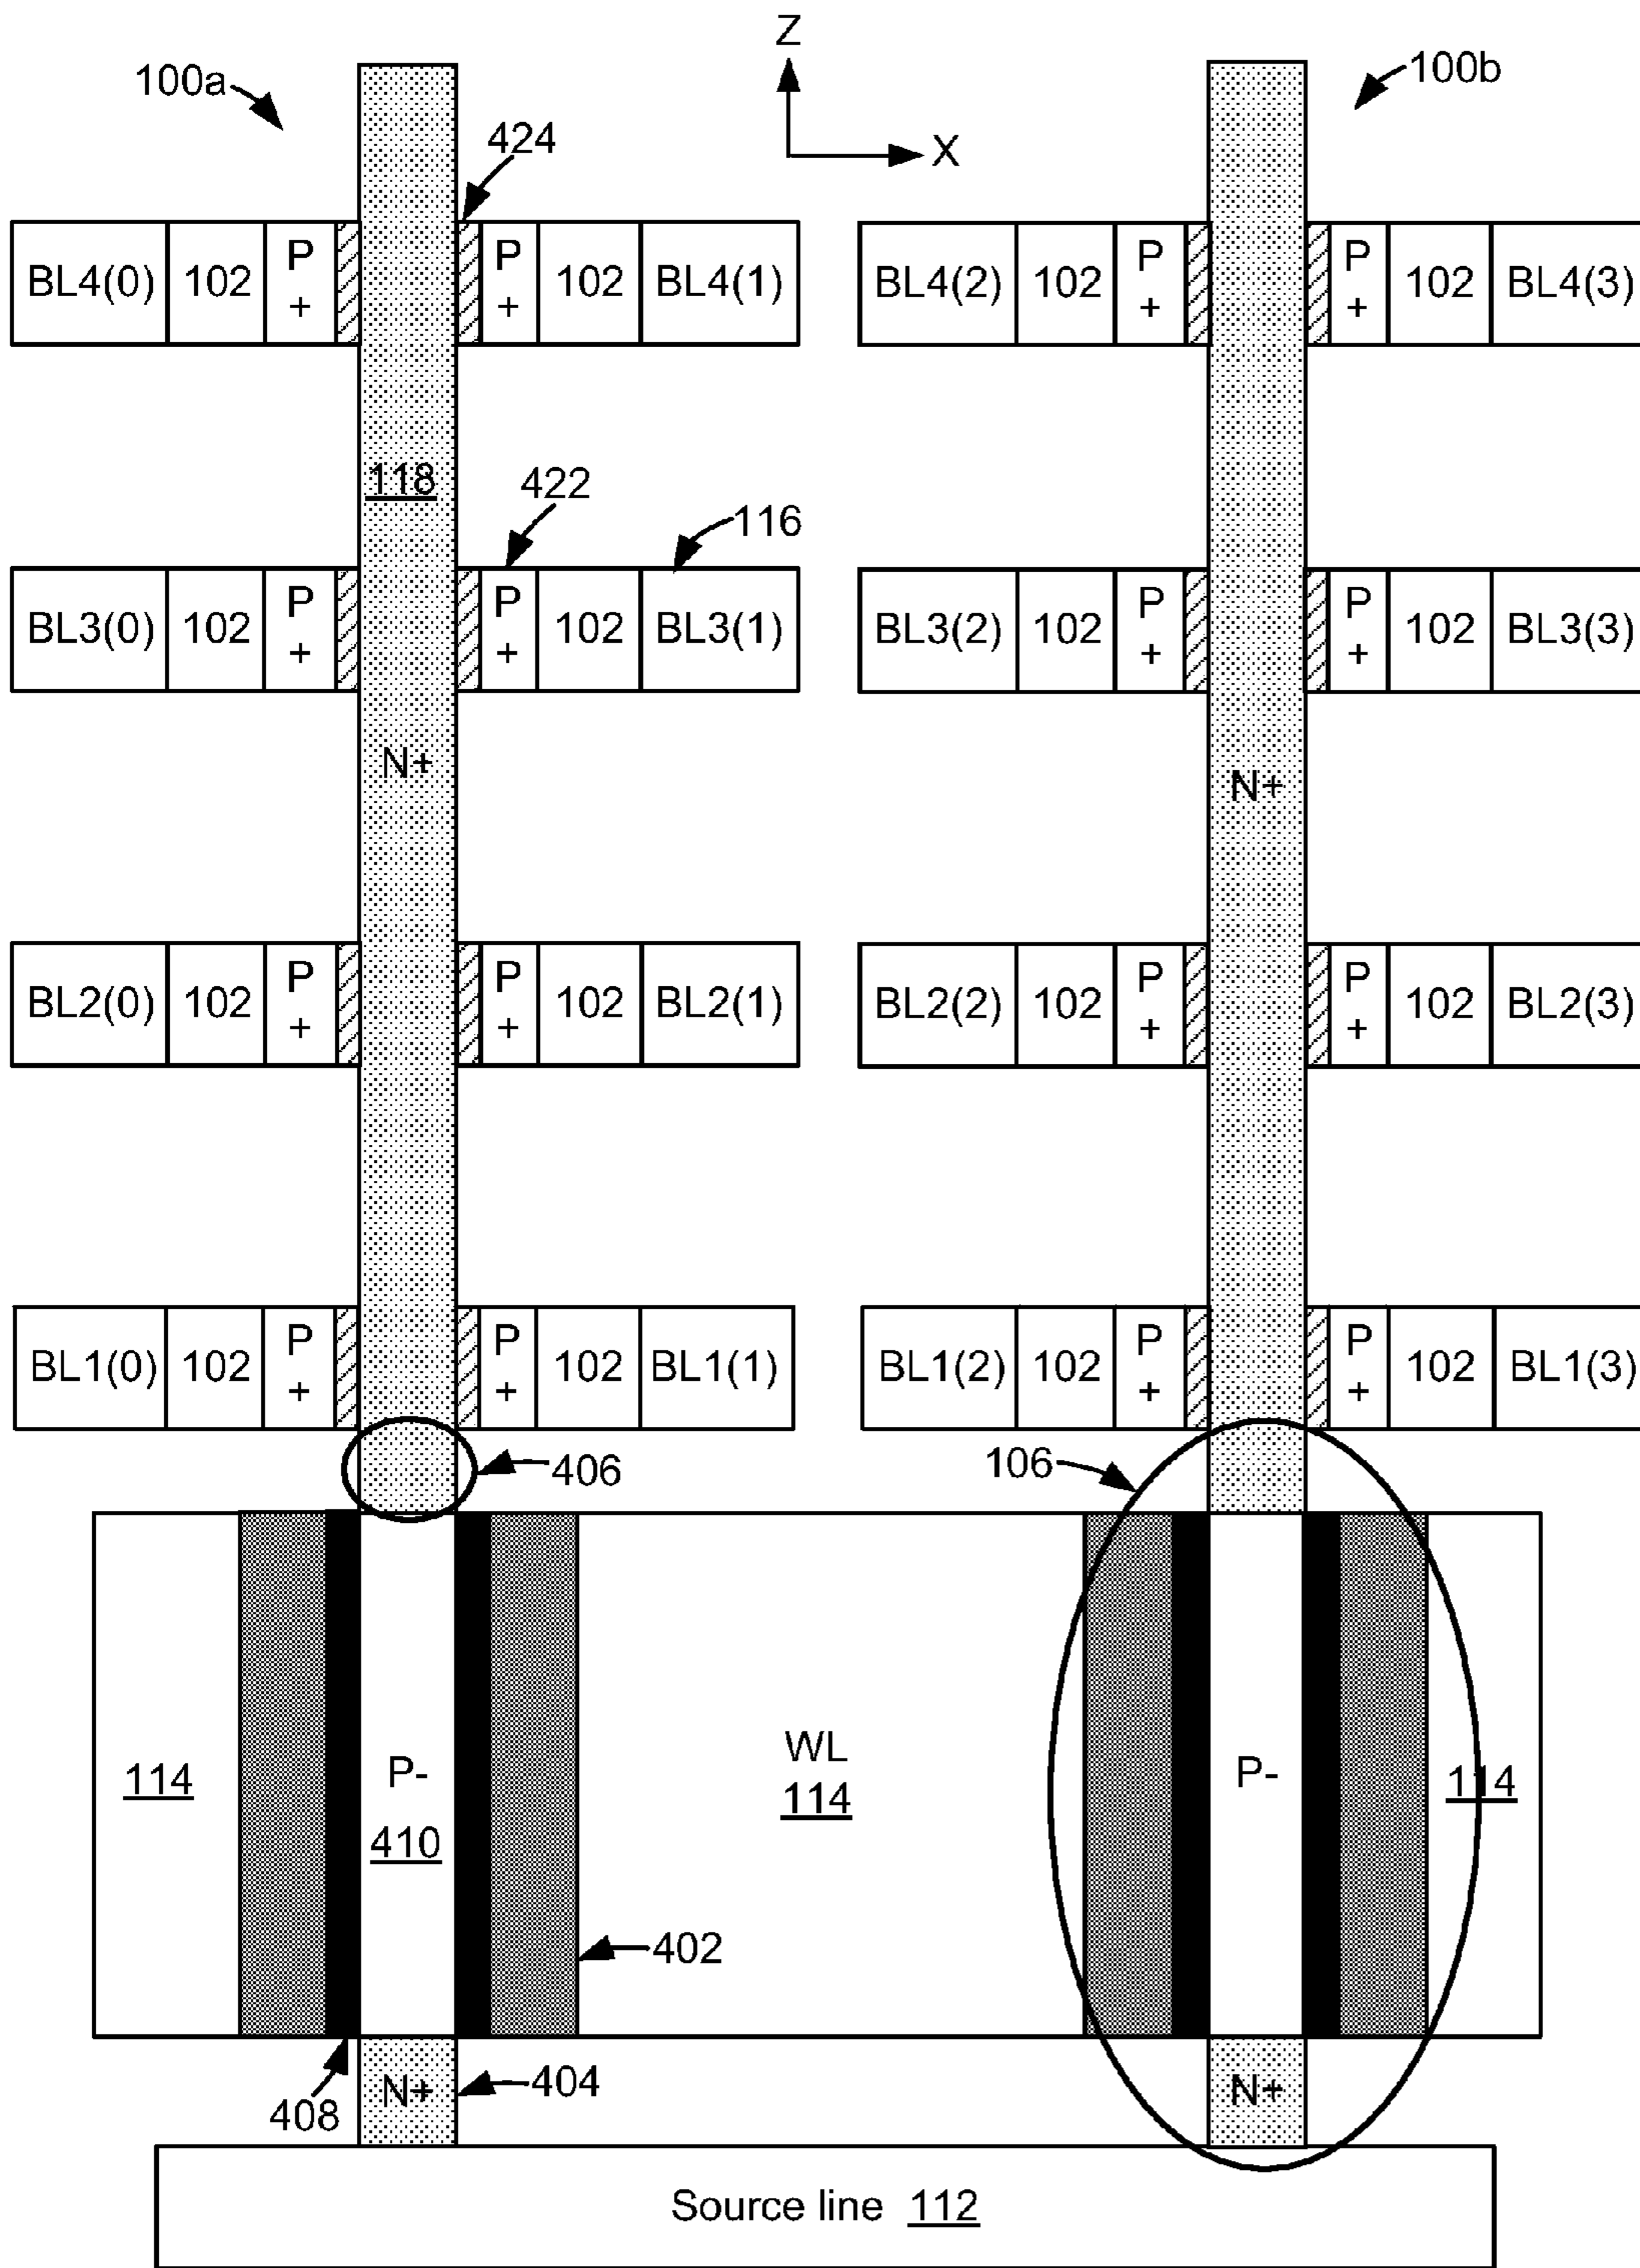 Z
100a
100b
424
X
BL4(0) 102 P+ P+ 102 BL4(1) BL4(2) 102 P+ P+ 102 BL4(3)
118
422
116
BL3(0) 102 P+ P+ 102 BL3(1) BL3(2) 102 P+ P+ 102 BL3(3)
N+
N+
BL2(0) 102 P+ P+ 102 BL2(1) BL2(2) 102 P+ P+ 102 BL2(3)
BL1(0) 102 P+ P+ 102 BL1(1) BL1(2) 102 P+ P+ 102 BL1(3)
406
106
114
P-
410
WL
114
P-
114
402
N+
404
408
N+
Source line 112